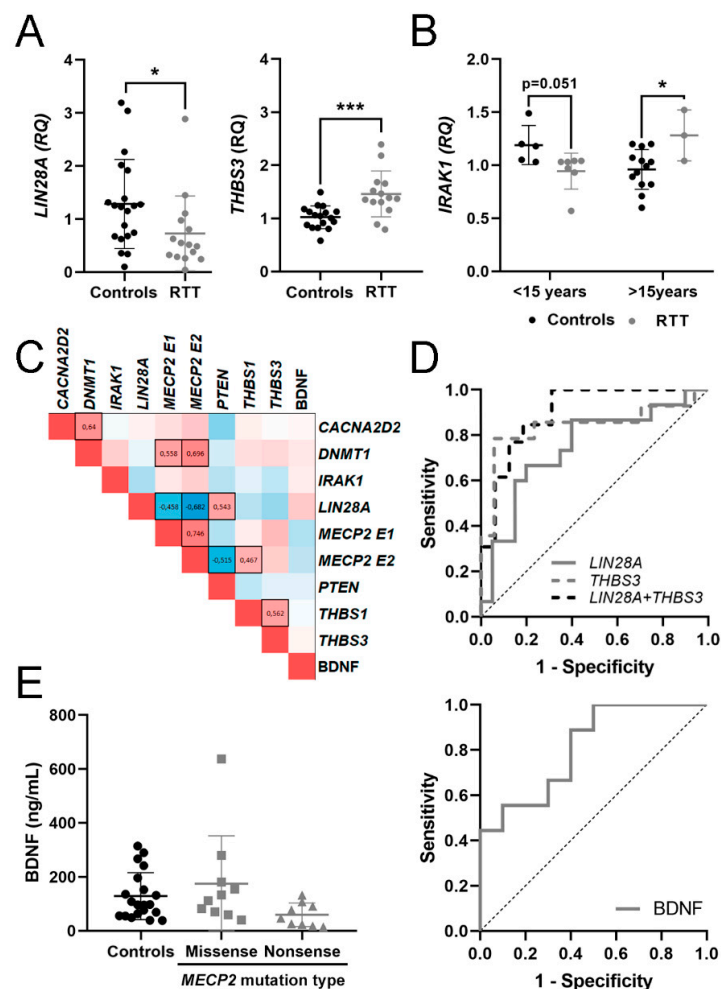 A
LIN28A (RQ)
4
3
2
1
0
*
Controls RTT
THBS3 (RQ)
4
3
2
1
0
***
Controls RTT
B
IRAK1 (RQ)
2.0
1.5
1.0
0.5
0.0
p=0.051
*
<15 years >15years
Controls RTT
C
CACNA2D2
DNMT1
IRAK1
LIN28A
MECP2 E1
MECP2 E2
PTEN
THBS1
THBS3
BDNF
CACNA2D2
0,64
DNMT1
0,558 0,696
IRAK1
LIN28A
-0,458 -0,682 0,543
MECP2 E1
0,746
MECP2 E2
-0,515 0,467
PTEN
THBS1
0,562
THBS3
BDNF
D
Sensitivity
1.0
0.8
0.6
0.4
0.2
0.0
LIN28A
THBS3
LIN28A+THBS3
0.0 0.2 0.4 0.6 0.8 1.0
1 - Specificity
Sensitivity
1.0
0.8
0.6
0.4
0.2
0.0
BDNF
0.0 0.2 0.4 0.6 0.8 1.0
1 - Specificity
E
BDNF (ng/mL)
800
600
400
200
0
Controls Missense Nonsense
MECP2 mutation type